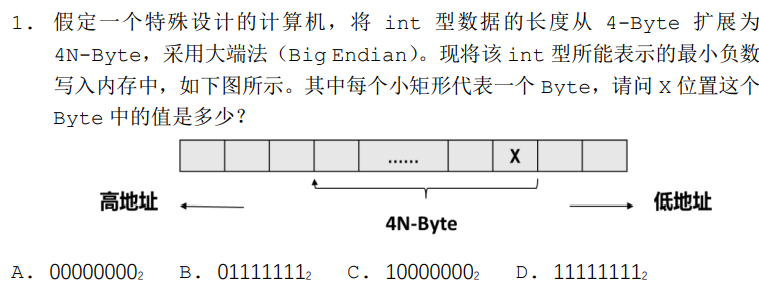 1. 假定一个特殊设计的计算机，将 int 型数据的长度从 4-Byte 扩展为
4N-Byte，采用大端法（Big Endian）。现将该 int 型所能表示的最小负数
写入内存中，如下图所示。其中每个小矩形代表一个 Byte，请问 X 位置这个
Byte 中的值是多少？
...... X
高地址 低地址
4N-Byte
A. 00000000₂ B. 01111111₂ C. 10000000₂ D. 11111111₂